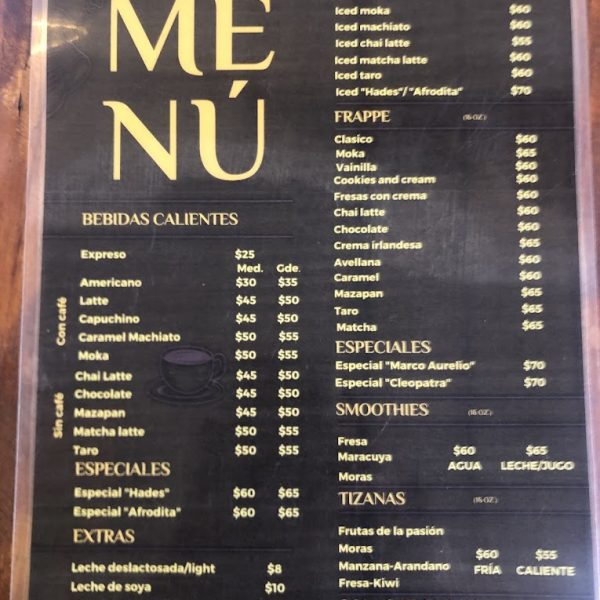 MENÚ
BEBIDAS CALIENTES
Expreso $25
Med. Gde.
Con café
Americano $30 $35
Latte $45 $50
Capuchino $45 $50
Caramel Machiato $50 $55
Moka $50 $55
Sin café
Chai Latte $45 $50
Chocolate $45 $50
Mazapan $45 $50
Matcha latte $50 $55
Taro $50 $55
ESPECIALES
Especial "Hades" $60 $65
Especial "Afrodita" $60 $65
EXTRAS
Leche deslactosada/light $8
Leche de soya $10
Iced moka $60
Iced machiato $60
Iced chai latte $55
Iced matcha latte $60
Iced taro $60
Iced "Hades"/ "Afrodita" $70
FRAPPE (16 OZ.)
Clasico $60
Moka $65
Vainilla $60
Cookies and cream $60
Fresas con crema $60
Chai latte $60
Chocolate $60
Crema irlandesa $65
Avellana $60
Caramel $60
Mazapan $65
Taro $65
Matcha $65
ESPECIALES
Especial "Marco Aurelio" $70
Especial "Cleopatra" $70
SMOOTHIES (16 OZ.)
Fresa
Maracuya $60 $65
AGUA LECHE/JUGO
Moras
TIZANAS (16 OZ.)
Frutas de la pasión
Moras $60 $55
Manzana-Arandano FRÍA CALIENTE
Fresa-Kiwi